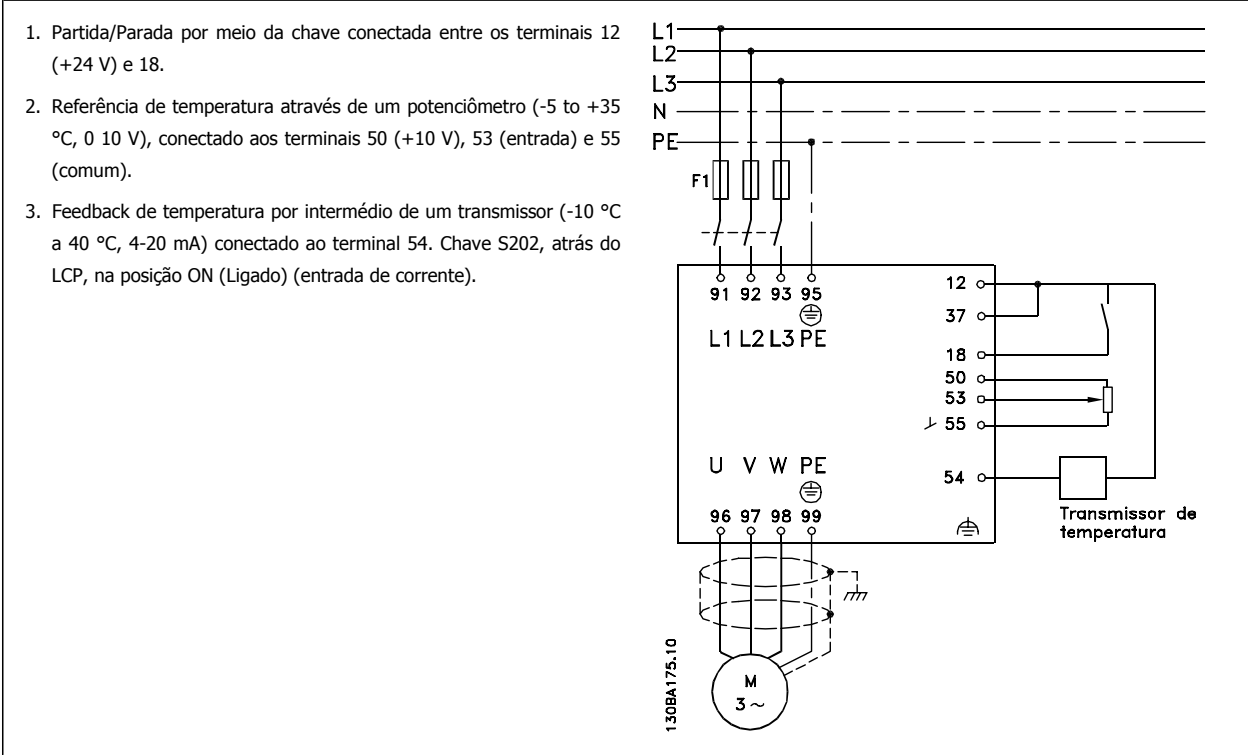 1. Partida/Parada por meio da chave conectada entre os terminais 12
(+24 V) e 18.
2. Referência de temperatura através de um potenciômetro (-5 to +35
°C, 0 10 V), conectado aos terminais 50 (+10 V), 53 (entrada) e 55
(comum).
3. Feedback de temperatura por intermédio de um transmissor (-10 °C
a 40 °C, 4-20 mA) conectado ao terminal 54. Chave S202, atrás do
LCP, na posição ON (Ligado) (entrada de corrente).
L1
L2
L3
N
PE
F1
91 92 93 95
L1 L2 L3 PE
12
37
18
50
53
55
54
U V W PE
96 97 98 99
Transmissor de
temperatura
M
3 ~
130BA175.10